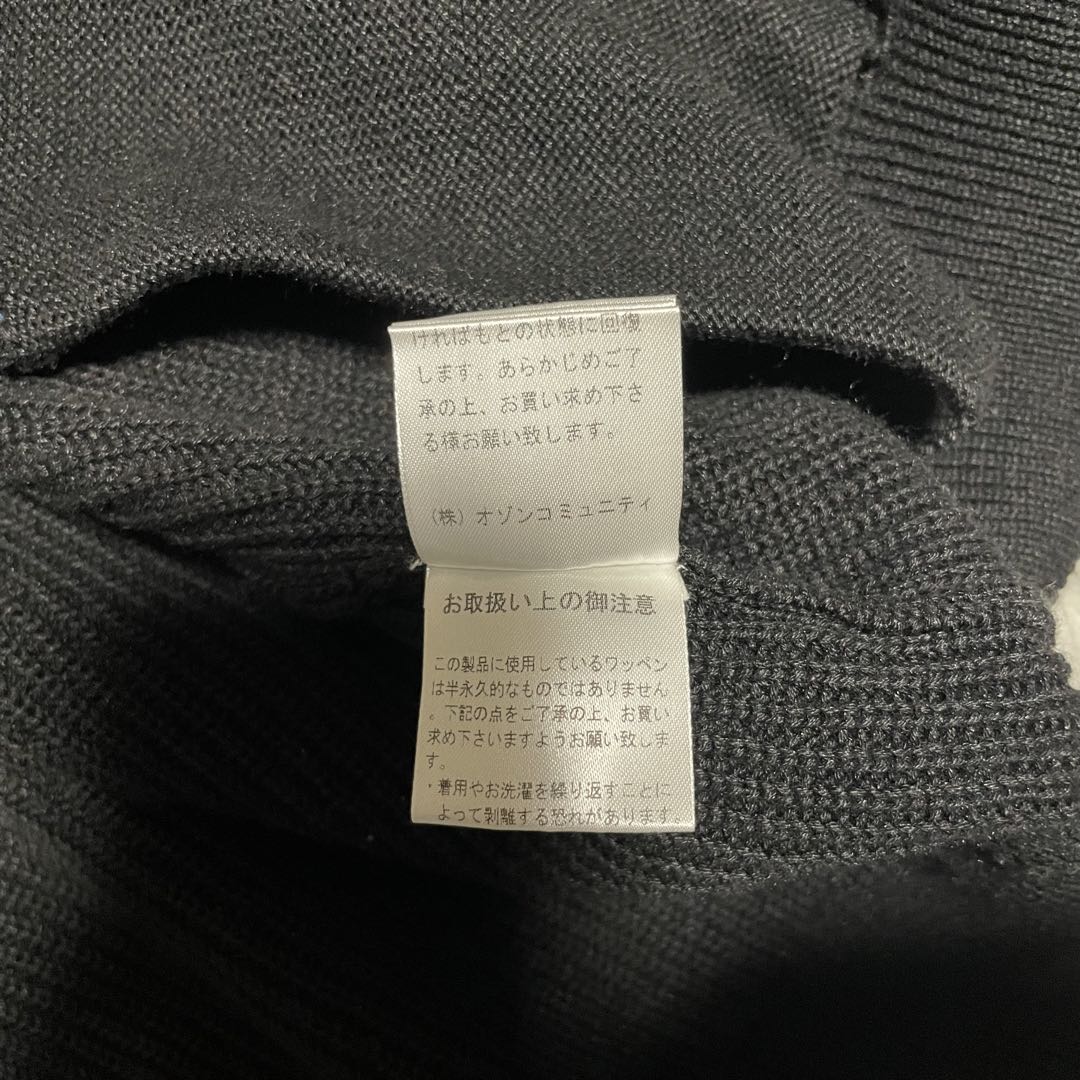 ければもとの状態に回復
します。あらかじめご了
承の上、お買い求め下さ
る様お願い致します。
（株）オゾンコミュニティ
お取扱い上の御注意
この製品に使用しているワッペン
は半永久的なものではありません
。下記の点をご了承の上、お買い
求め下さいますようお願い致しま
す。
・着用やお洗濯を繰り返すことに
よって剥離する恐れがあります